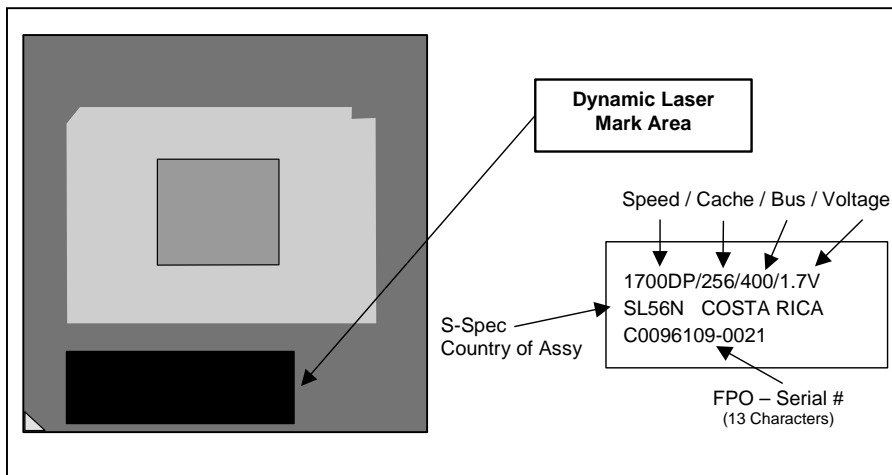 Dynamic Laser
Mark Area
Speed / Cache / Bus / Voltage
1700DP/256/400/1.7V
SL56N COSTA RICA
C0096109-0021
S-Spec
Country of Assy
FPO – Serial #
(13 Characters)